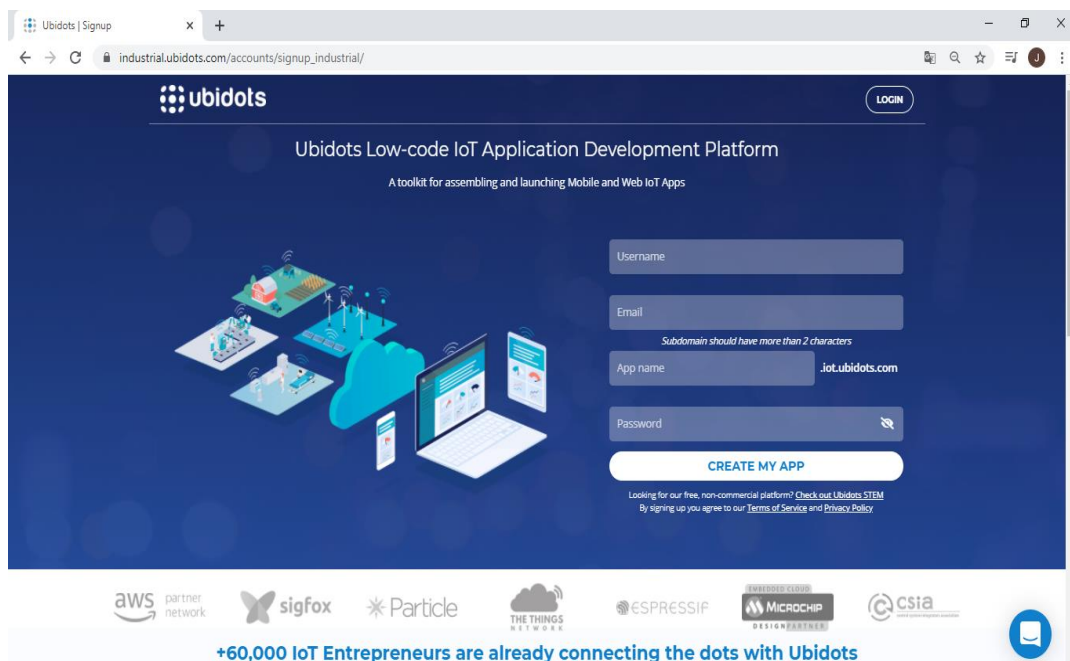 Ubidots | Signup
industrial.ubidots.com/accounts/signup_industrial/
J
ubidots
LOGIN
Ubidots Low-code IoT Application Development Platform
A toolkit for assembling and launching Mobile and Web IoT Apps
Username
Email
Subdomain should have more than 2 characters
App name .iot.ubidots.com
Password
CREATE MY APP
Looking for our free, non-commercial platform? Check out Ubidots STEM
By signing up you agree to our Terms of Service and Privacy Policy
aws partner network
sigfox
Particle
THE THINGS NETWORK
ESPRESSIF
EMBEDDED CLOUD
MICROCHIP
DESIGN PARTNER
csia
+60,000 IoT Entrepreneurs are already connecting the dots with Ubidots